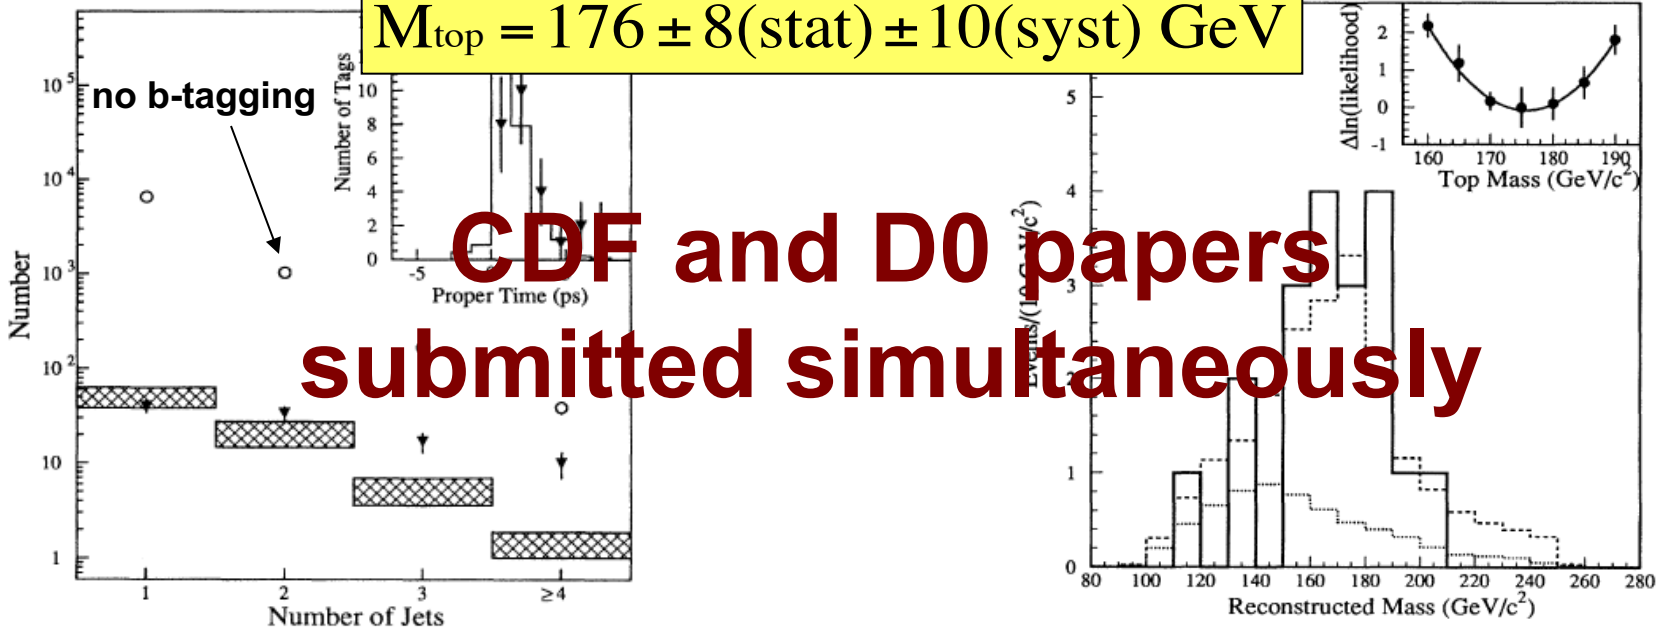 M top = 176 ± 8(stat) ± 10(syst) GeV
no b-tagging
CDF and D0 papers
submitted simultaneously
Number
10^5
10^4
10^3
10^2
10
1
1 2 3 ≥4
Number of Jets
Number of Tags
10
8
6
4
2
0
-5
Proper Time (ps)
5
4
3
1
0
80 100 120 140 160 180 200 220 240 260 280
Reconstructed Mass (GeV/c^2)
Δln(likelihood)
2
1
0
-1
160 170 180 190
Top Mass (GeV/c^2)